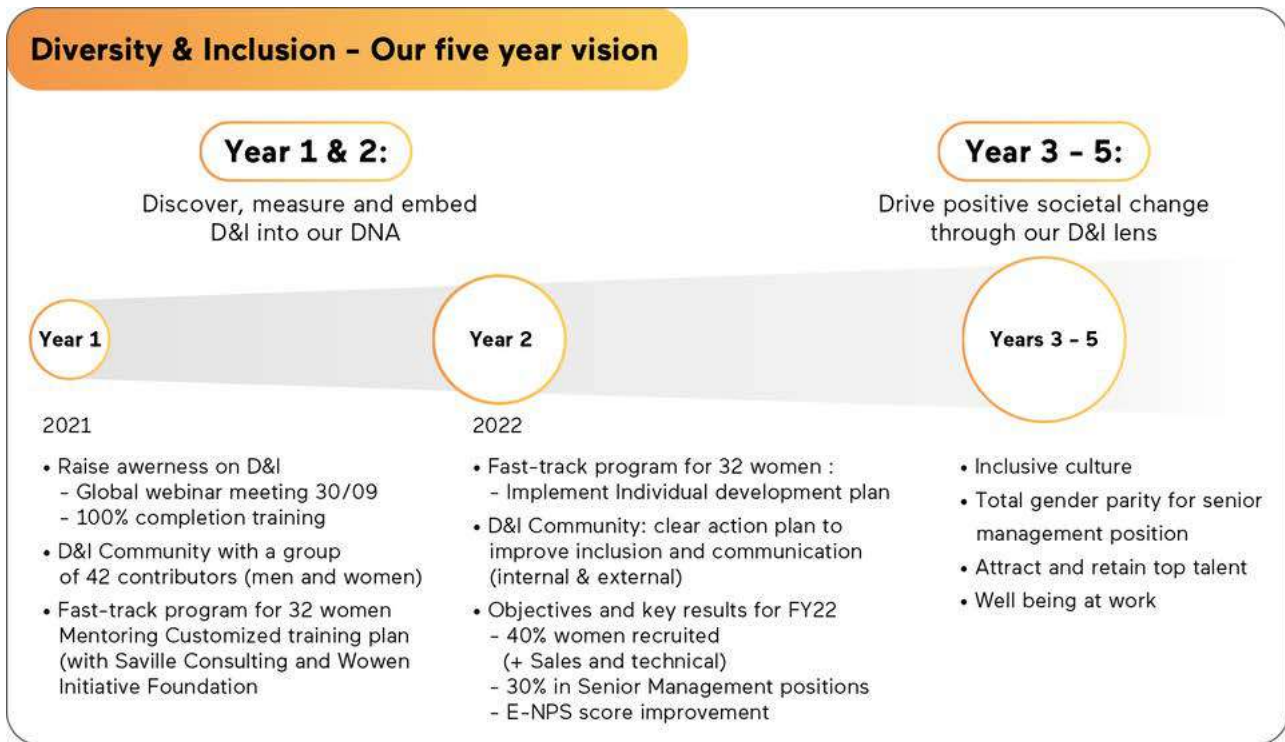 Diversity & Inclusion - Our five year vision
Year 1 & 2:
Discover, measure and embed
D&I into our DNA
Year 3 - 5:
Drive positive societal change
through our D&I lens
Year 1
Year 2
Years 3 - 5
2021
• Raise awerness on D&I
- Global webinar meeting 30/09
- 100% completion training
• D&I Community with a group
of 42 contributors (men and women)
• Fast-track program for 32 women
Mentoring Customized training plan
(with Saville Consulting and Wowen
Initiative Foundation
2022
• Fast-track program for 32 women :
- Implement Individual development plan
• D&I Community: clear action plan to
improve inclusion and communication
(internal & external)
• Objectives and key results for FY22
- 40% women recruited
(+ Sales and technical)
- 30% in Senior Management positions
- E-NPS score improvement
• Inclusive culture
• Total gender parity for senior
management position
• Attract and retain top talent
• Well being at work